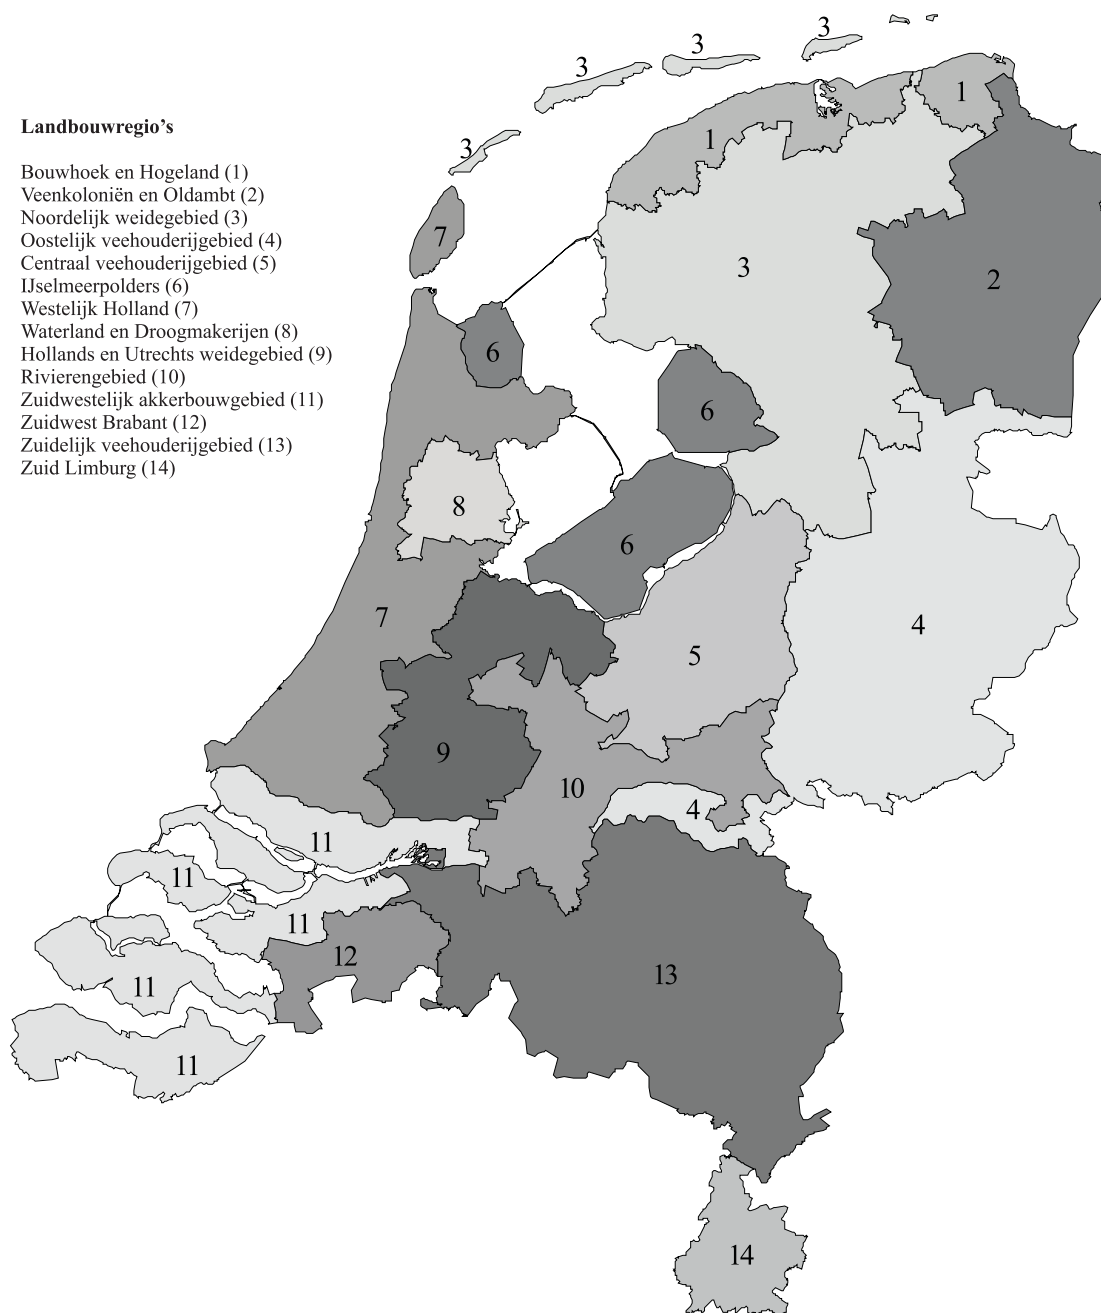 Landbouwregio's
Bouwhoek en Hogeland (1)
Veenkoloniën en Oldambt (2)
Noordelijk weidegebied (3)
Oostelijk veehouderijgebied (4)
Centraal veehouderijgebied (5)
IJselmeerpolders (6)
Westelijk Holland (7)
Waterland en Droogmakerijen (8)
Hollands en Utrechts weidegebied (9)
Rivierengebied (10)
Zuidwestelijk akkerbouwgebied (11)
Zuidwest Brabant (12)
Zuidelijk veehouderijgebied (13)
Zuid Limburg (14)
3
3
3
3
1
1
7
3
2
6
6
8
6
7
4
5
9
10
4
11
11
11
12
13
11
11
14